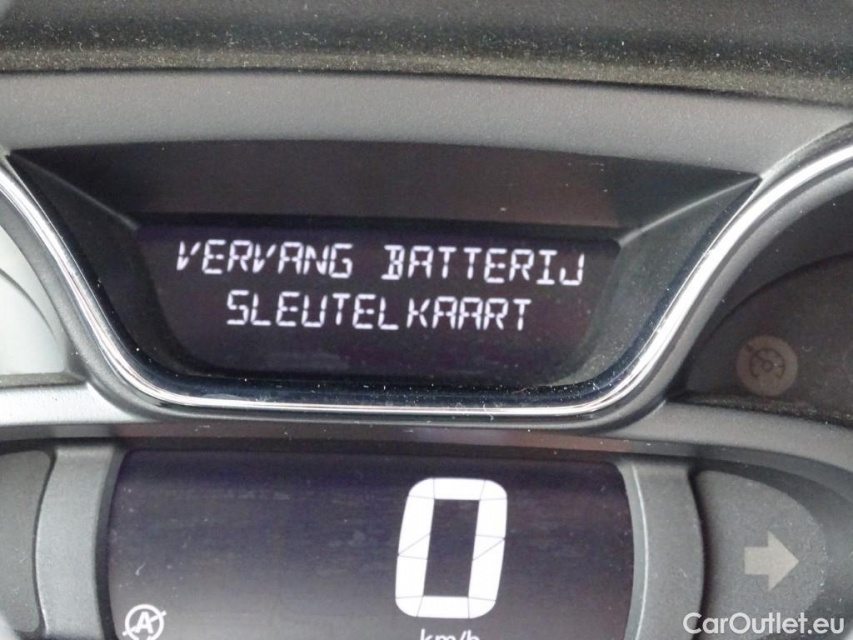 VERVANG BATTERIJ
SLEUTELKAART
0
km/h
A
CarOutlet.eu